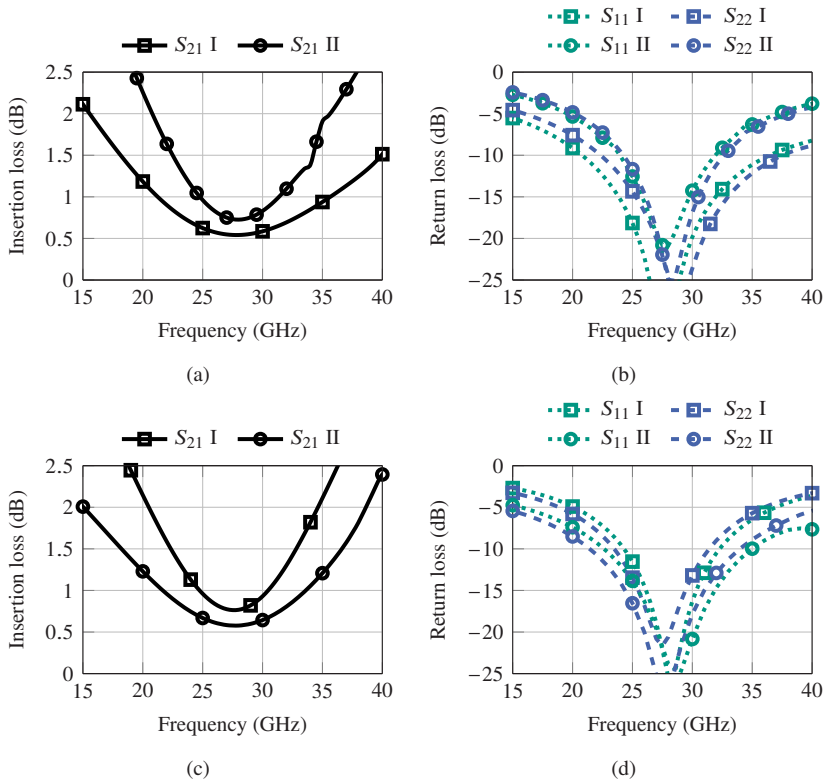 S21 I S21 II
2.5
2
1.5
1
0.5
0
15 20 25 30 35 40
Insertion loss (dB)
Frequency (GHz)
(a)
S11 I S22 I
S11 II S22 II
0
−5
−10
−15
−20
−25
15 20 25 30 35 40
Return loss (dB)
Frequency (GHz)
(b)
S21 I S21 II
2.5
2
1.5
1
0.5
0
15 20 25 30 35 40
Insertion loss (dB)
Frequency (GHz)
(c)
S11 I S22 I
S11 II S22 II
0
−5
−10
−15
−20
−25
15 20 25 30 35 40
Return loss (dB)
Frequency (GHz)
(d)